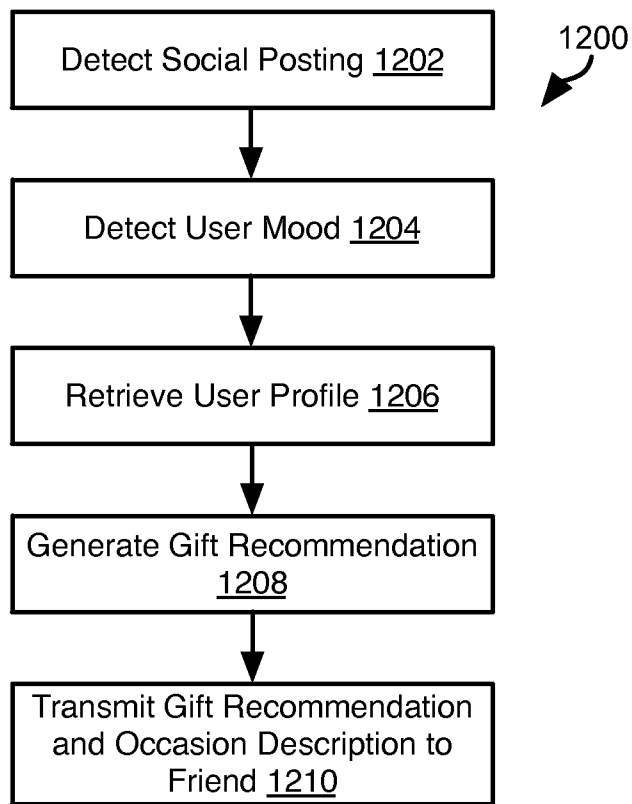 1200
Detect Social Posting 1202
Detect User Mood 1204
Retrieve User Profile 1206
Generate Gift Recommendation
1208
Transmit Gift Recommendation
and Occasion Description to
Friend 1210